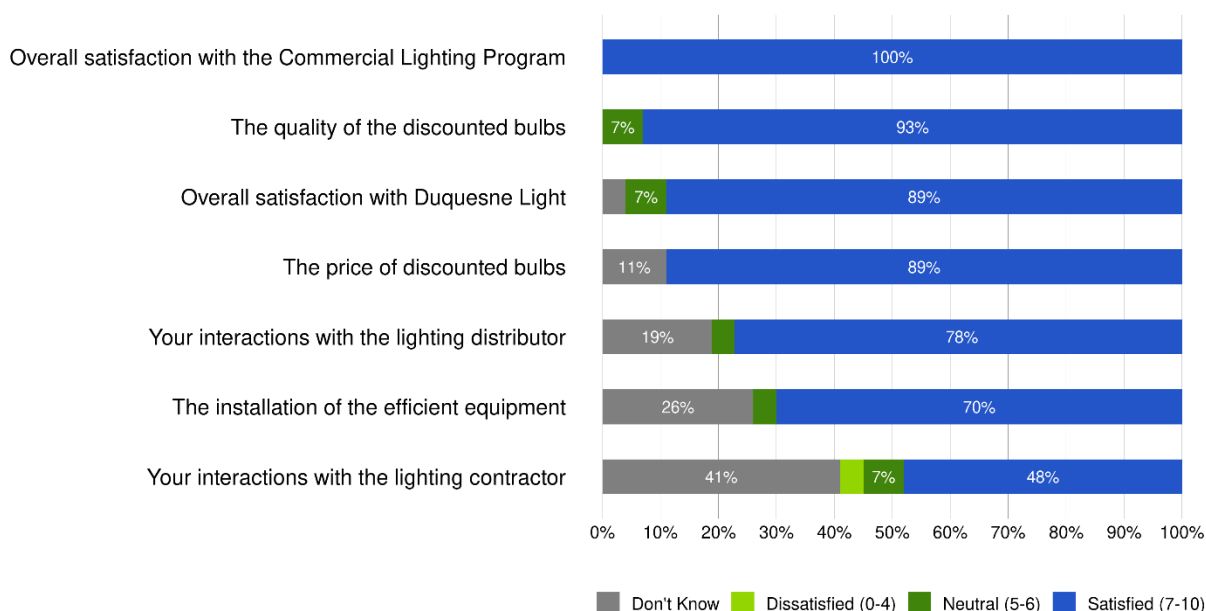 Overall satisfaction with the Commercial Lighting Program
100%
The quality of the discounted bulbs
7%
93%
Overall satisfaction with Duquesne Light
7%
89%
The price of discounted bulbs
11%
89%
Your interactions with the lighting distributor
19%
78%
The installation of the efficient equipment
26%
70%
Your interactions with the lighting contractor
41%
7%
48%
0% 10% 20% 30% 40% 50% 60% 70% 80% 90% 100%
Don't Know Dissatisfied (0-4) Neutral (5-6) Satisfied (7-10)